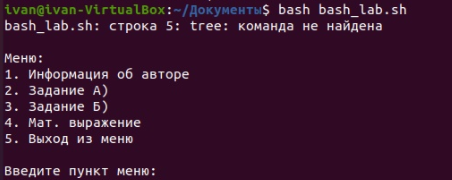 ivan@ivan-VirtualBox:~/Документы$ bash bash_lab.sh
bash_lab.sh: строка 5: tree: команда не найдена
Меню:
1. Информация об авторе
2. Задание А)
3. Задание Б)
4. Мат. выражение
5. Выход из меню
Введите пункт меню: